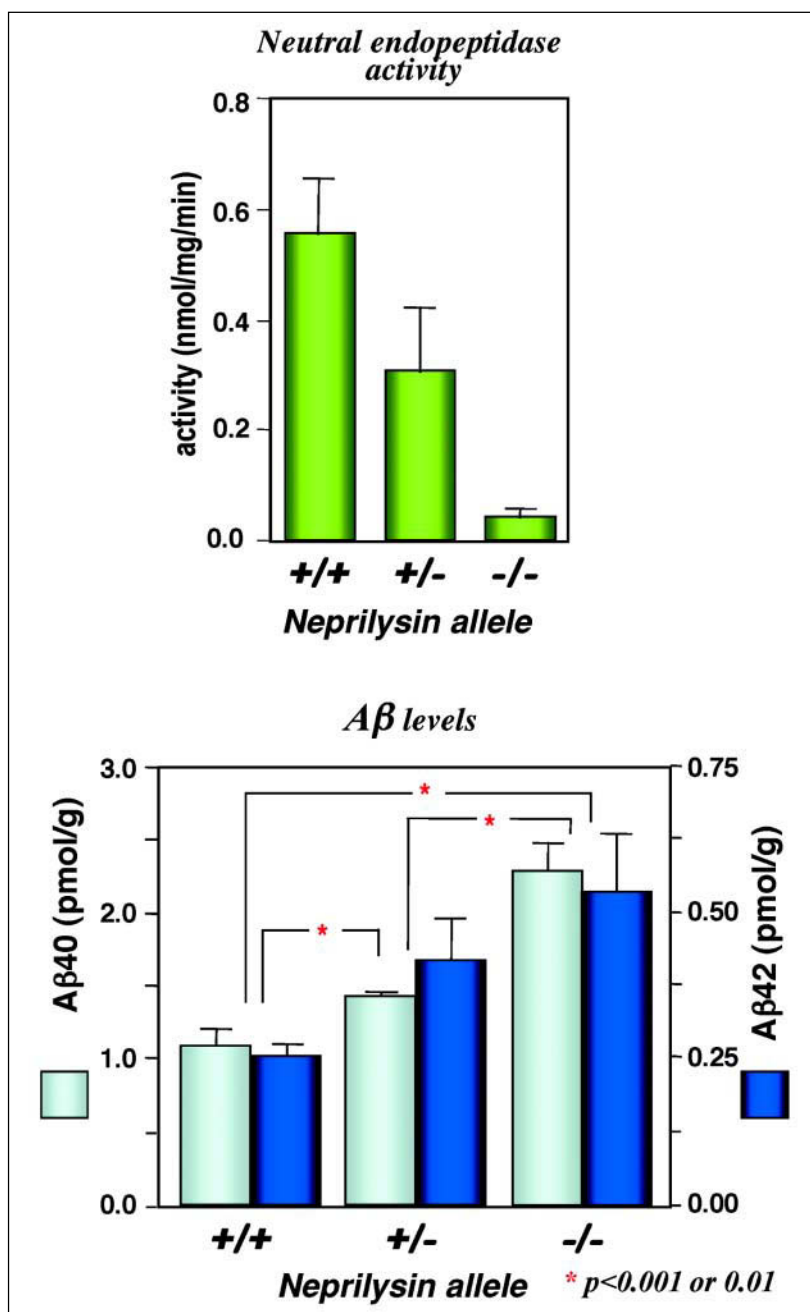 Neutral endopeptidase
activity
activity (nmol/mg/min)
0.8
0.6
0.4
0.2
0.0
+/+ +/- -/-
Neprilysin allele
Aβ levels
Aβ40 (pmol/g)
3.0
2.0
1.0
0.0
*
*
*
0.75
0.50
0.25
0.00
Aβ42 (pmol/g)
+/+ +/- -/-
Neprilysin allele * p<0.001 or 0.01